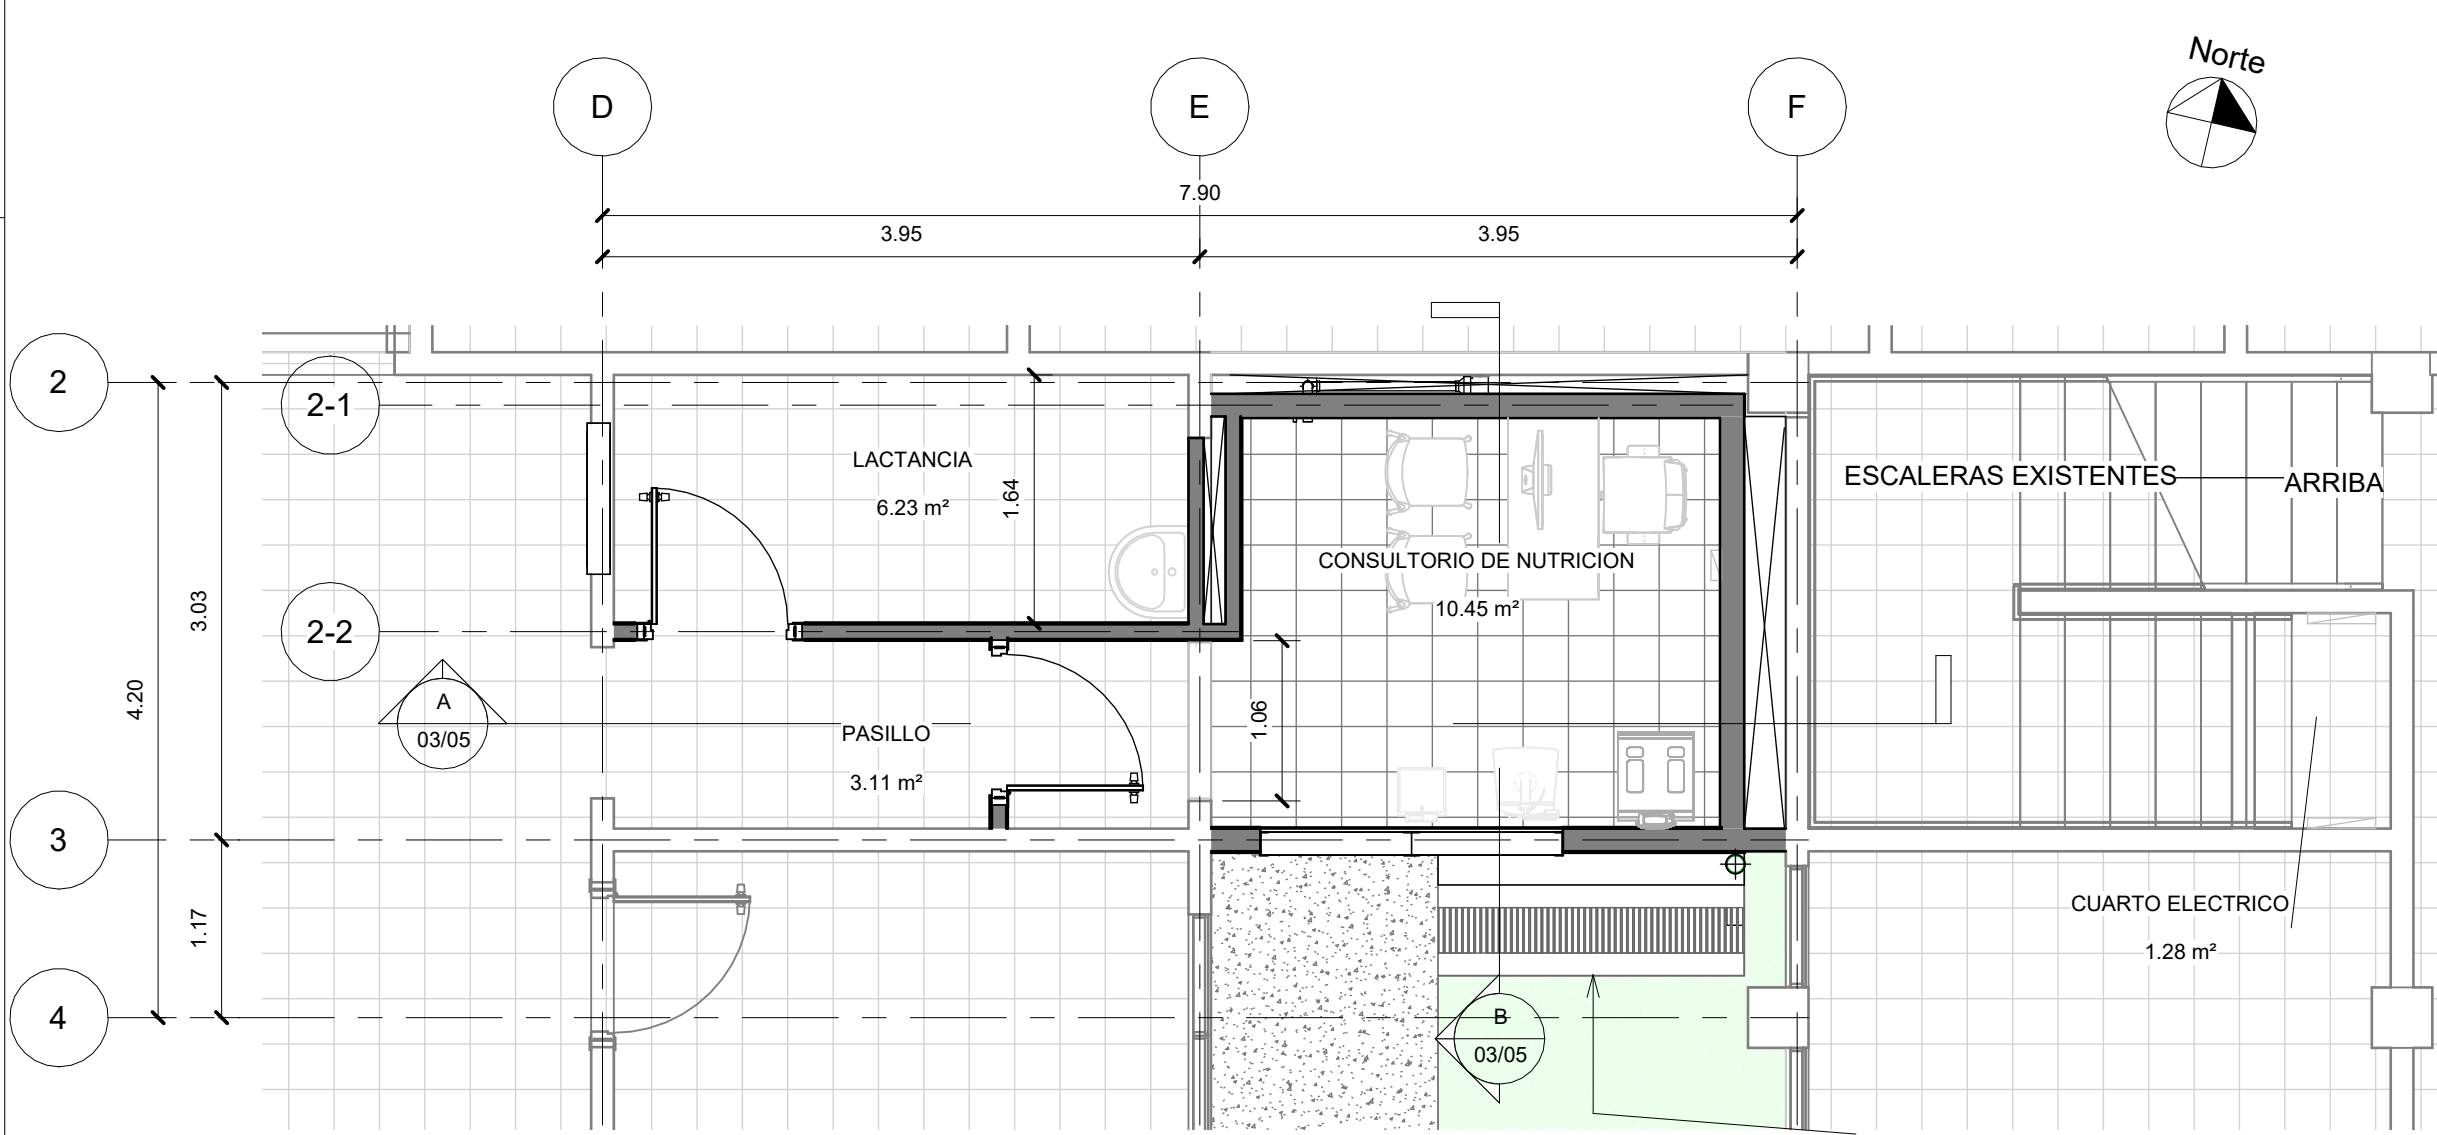 Norte
D
E
F
7.90
3.95
3.95
2
2-1
LACTANCIA
6.23 m²
1.64
ESCALERAS EXISTENTES
ARRIBA
CONSULTORIO DE NUTRICION
10.45 m²
3.03
2-2
4.20
A
03/05
PASILLO
3.11 m²
1.06
3
1.17
CUARTO ELECTRICO
1.28 m²
4
B
03/05